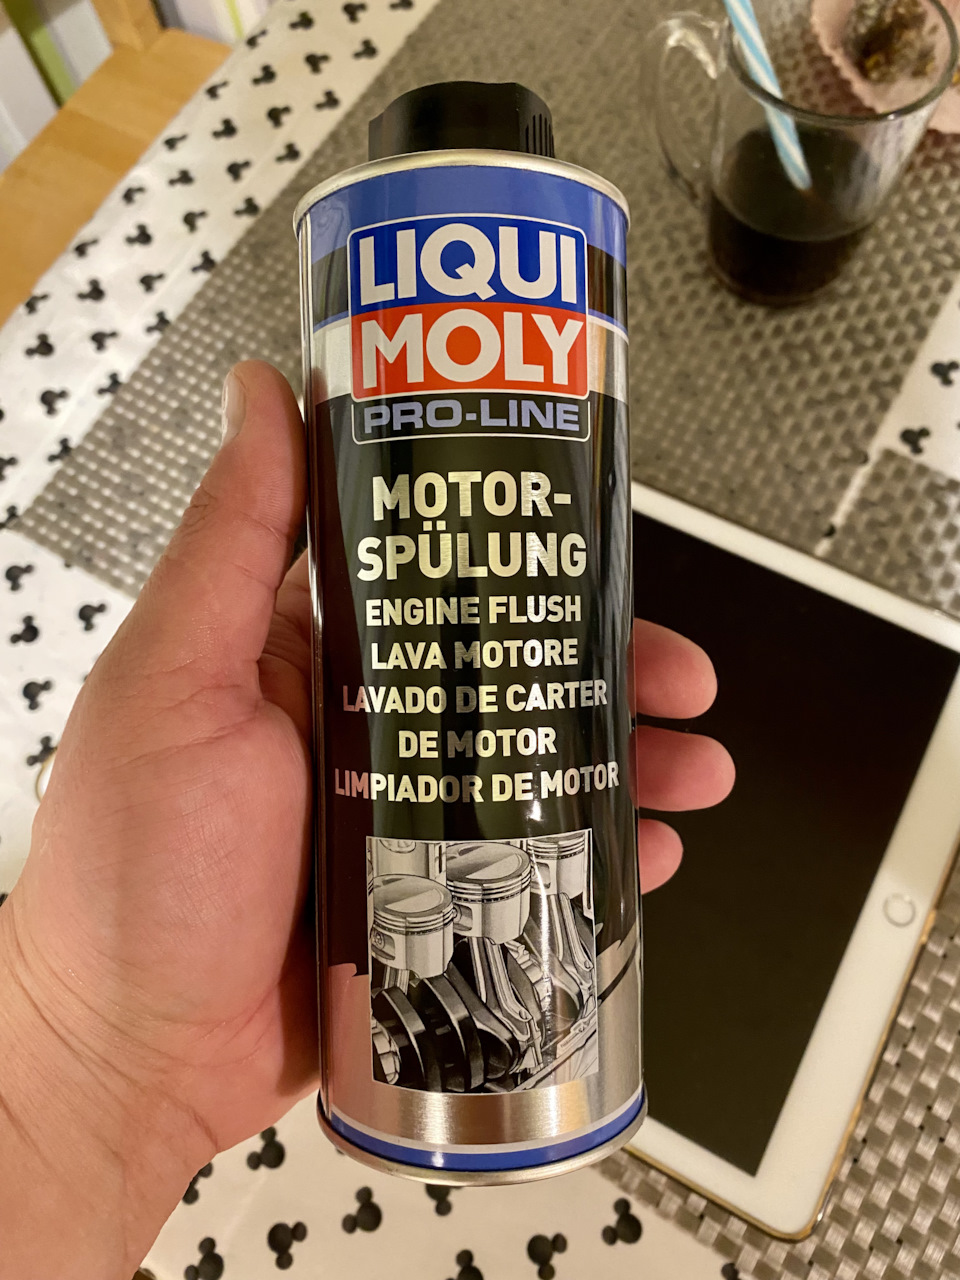 LIQUI
MOLY
PRO-LINE
MOTOR-
SPÜLUNG
ENGINE FLUSH
LAVA MOTORE
LAVADO DE CARTER
DE MOTOR
LIMPIADOR DE MOTOR